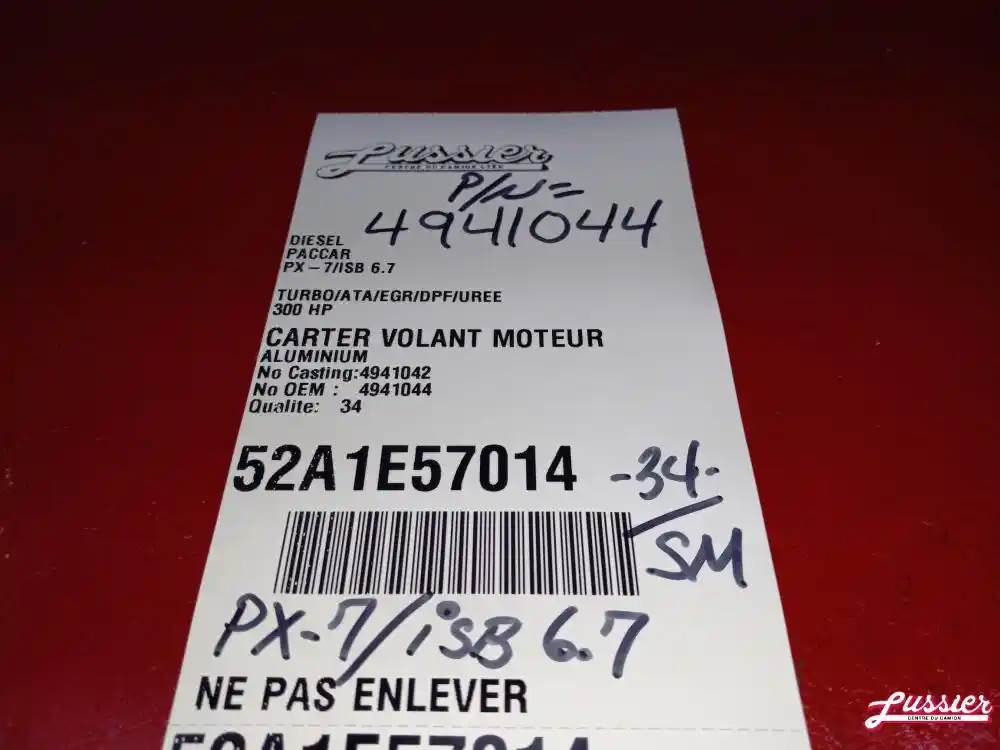 Lussier
CENTRE DU CAMION LTÉE
P/N=
4941044
DIESEL
PACCAR
PX-7/ISB 6.7
TURBO/ATA/EGR/DPF/UREE
300 HP
CARTER VOLANT MOTEUR
ALUMINIUM
No Casting:4941042
No OEM : 4941044
Qualite: 34
52A1E57014 -34-
/SM
PX-7/iSB 6.7
NE PAS ENLEVER
52A1E57014
Lussier
CENTRE DU CAMION